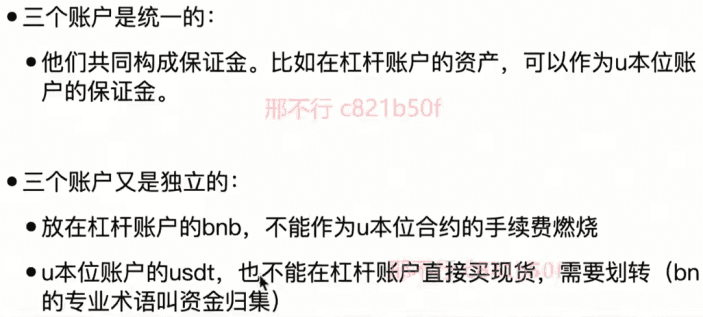 • 三个账户是统一的：
• 他们共同构成保证金。比如在杠杆账户的资产，可以作为u本位账
户的保证金。
邢不行 c821b50f
• 三个账户又是独立的：
• 放在杠杆账户的bnb，不能作为u本位合约的手续费燃烧
• u本位账户的usdt，也不能在杠杆账户直接买现货，需要划转（bn
的专业术语叫资金归集）